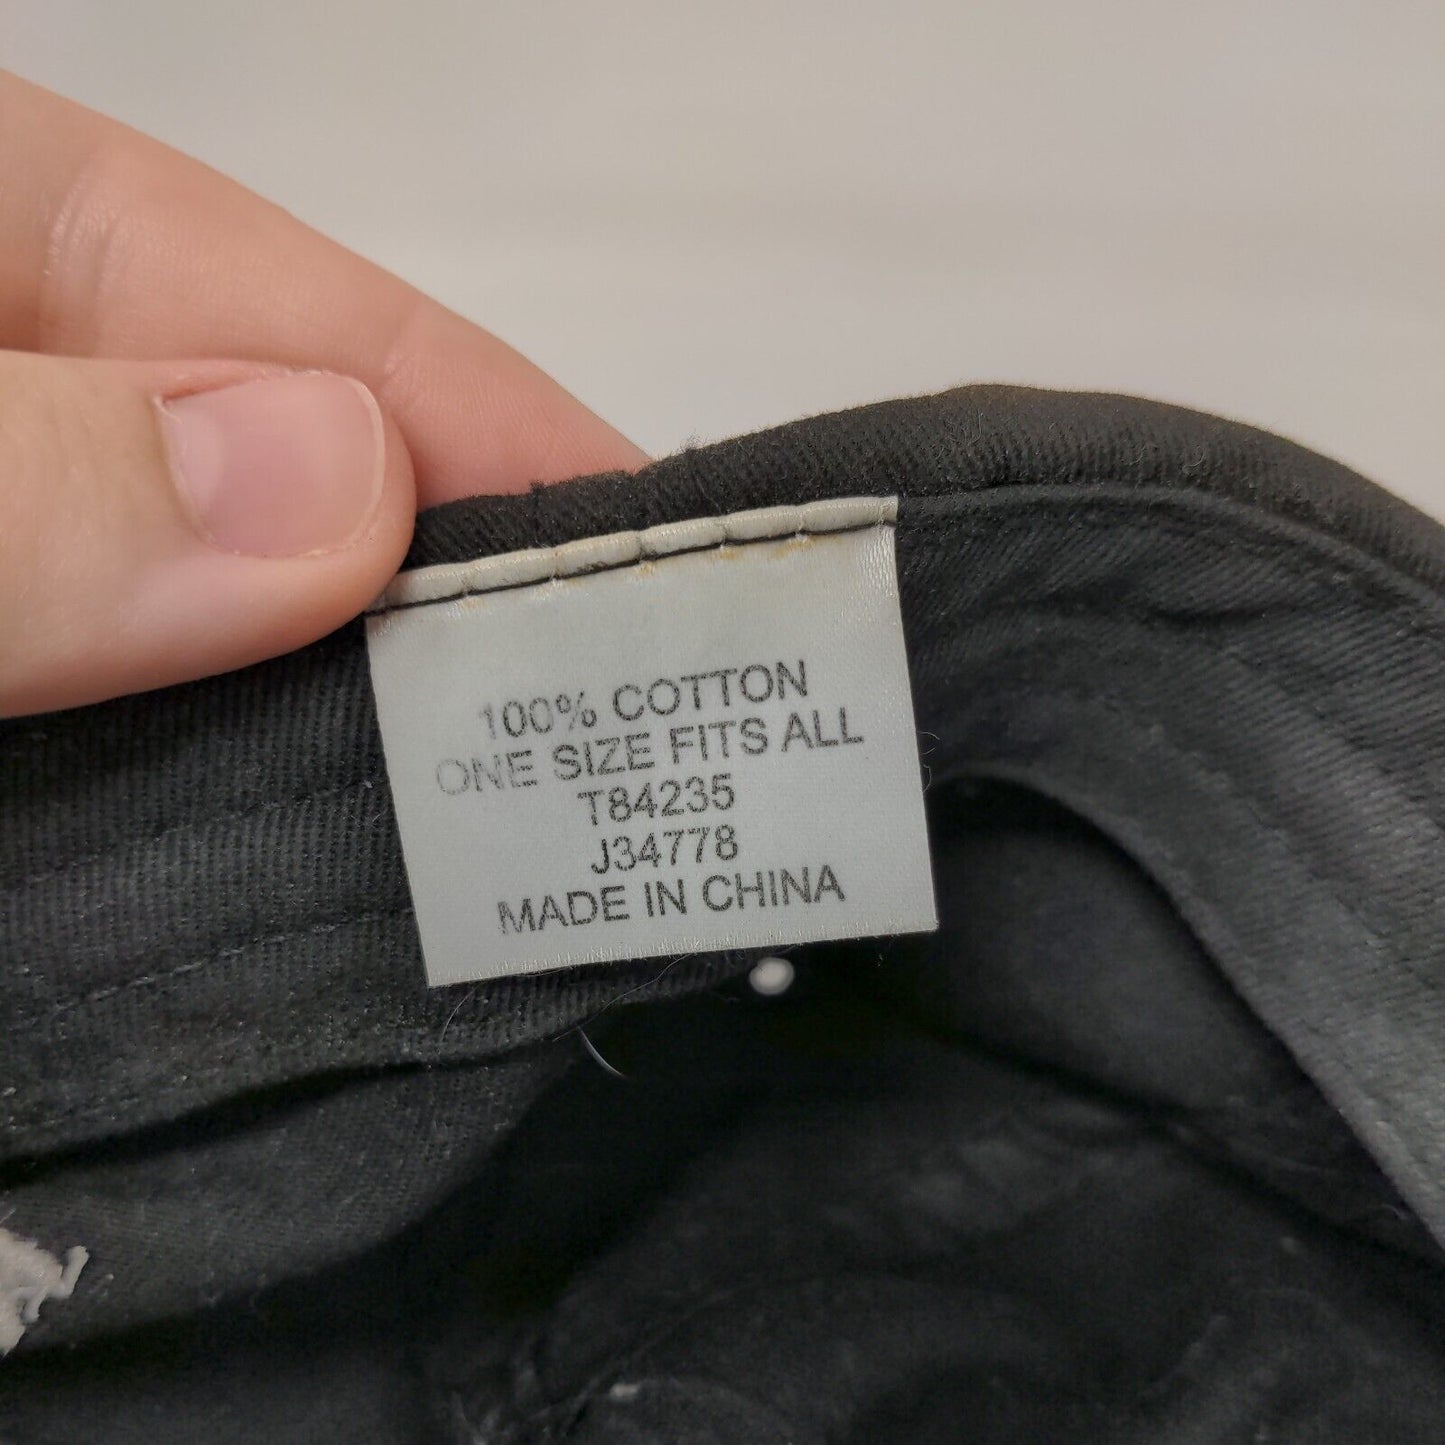 100% COTTON
ONE SIZE FITS ALL
T84235
J34778
MADE IN CHINA